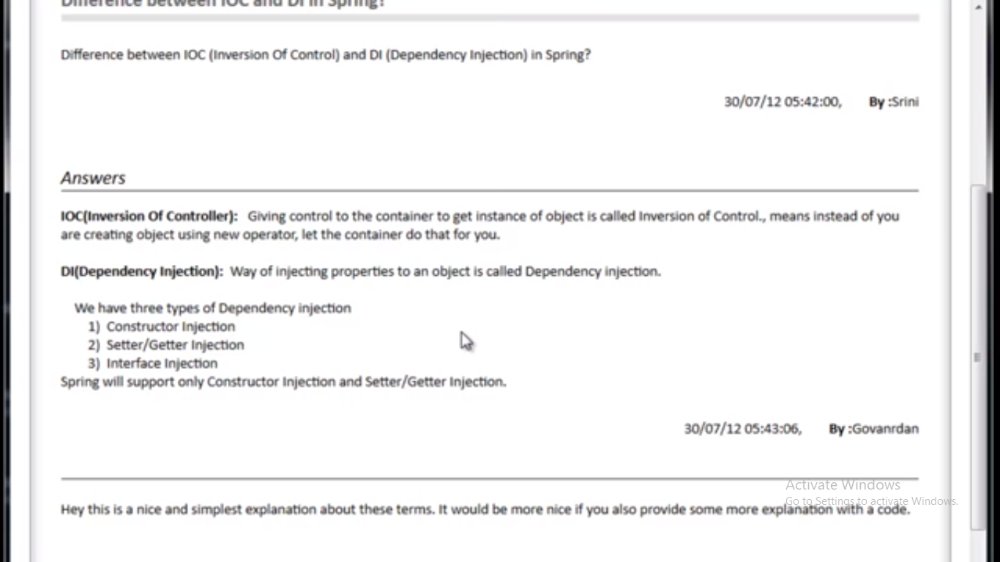 Difference between IOC and DI in Spring?
Difference between IOC (Inversion Of Control) and DI (Dependency Injection) in Spring?
30/07/12 05:42:00, By :Srini
Answers
IOC(Inversion Of Controller): Giving control to the container to get instance of object is called Inversion of Control., means instead of you
are creating object using new operator, let the container do that for you.
DI(Dependency Injection): Way of injecting properties to an object is called Dependency injection.
We have three types of Dependency injection
1) Constructor Injection
2) Setter/Getter Injection
3) Interface Injection
Spring will support only Constructor Injection and Setter/Getter Injection.
30/07/12 05:43:06, By :Govanrdan
Activate Windows
Go to Settings to activate Windows.
Hey this is a nice and simplest explanation about these terms. It would be more nice if you also provide some more explanation with a code.